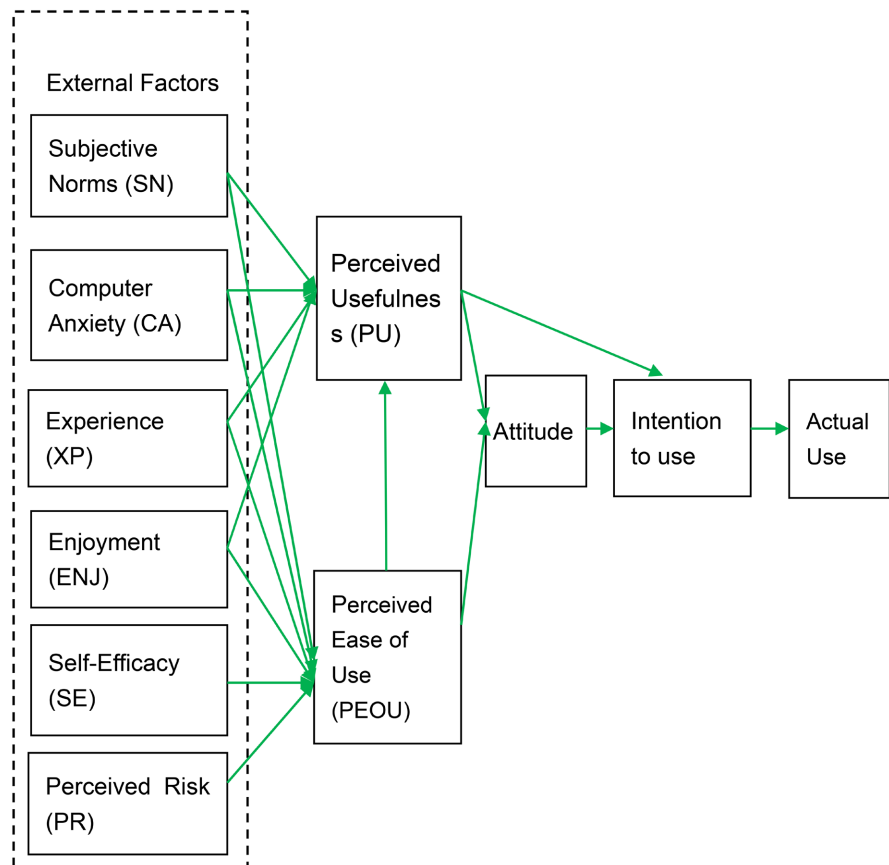 External Factors
Subjective
Norms (SN)
Computer
Anxiety (CA)
Experience
(XP)
Enjoyment
(ENJ)
Self-Efficacy
(SE)
Perceived Risk
(PR)
Perceived
Usefulnes
s (PU)
Perceived
Ease of
Use
(PEOU)
Attitude
Intention
to use
Actual
Use